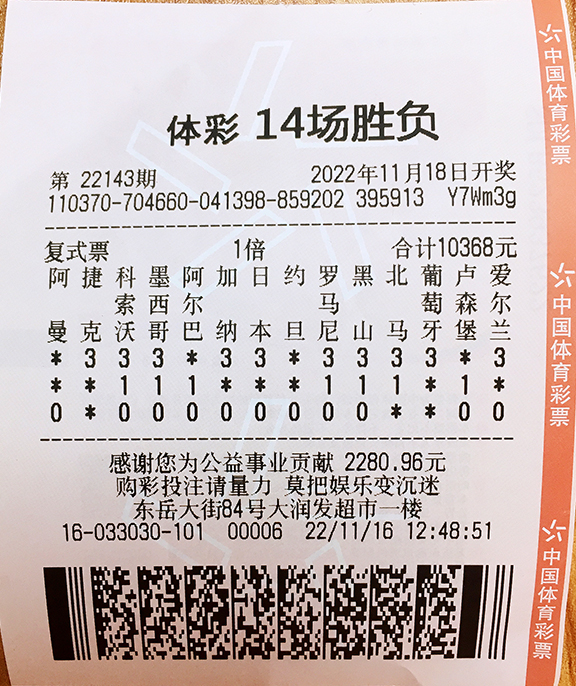 体彩 14场胜负
第 22143期 2022年11月18日开奖
110370-704660-041398-859202 395913 Y7Wm3g
复式票 1倍 合计10368元
阿 捷 科 墨 阿 加 日 约 罗 黑 北 葡 卢 爱
索 西 尔 马 萄 森 尔
曼 克 沃 哥 巴 纳 本 旦 尼 山 马 牙 堡 兰
* 3 3 3 * 3 3 * 3 3 3 3 * 3
* * 1 1 1 * * * 1 1 1 * 1 *
0 * 0 0 0 0 0 0 0 0 * * 0 0
感谢您为公益事业贡献 2280.96元
购彩投注请量力 莫把娱乐变沉迷
东岳大街84号大润发超市一楼
16-033030-101 00006 22/11/16 12:48:51
中国体育彩票
中国体育彩票
中国体育彩票